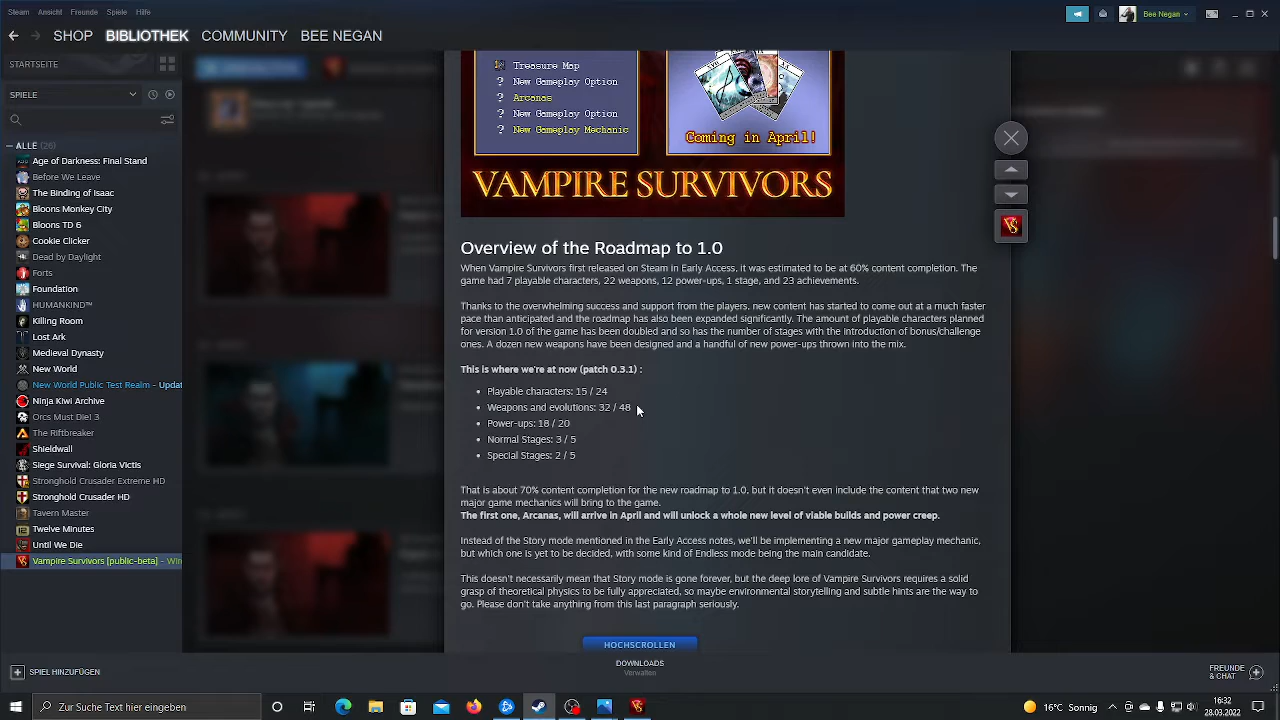 Steam Ansicht Freunde Spiele Hilfe
Bee Negan
SHOP BIBLIOTHEK COMMUNITY BEE NEGAN
STARTSEITE
SPIELE
ALLE (26)
Age of Darkness: Final Stand
Before We Leave
The Binding of Isaac
Bloons Monkey City
Bloons TD 6
Cookie Clicker
Dead by Daylight
Forts
Foundation
HUMANKIND™
Killing Room
Lost Ark
Medieval Dynasty
New World
New World Public Test Realm - Updat
Ninja Kiwi Archive
Orcs Must Die! 3
The Riftbreaker
Shieldwall
Siege Survival: Gloria Victis
Stronghold Crusader Extreme HD
Stronghold Crusader HD
Tavern Master
Twelve Minutes
Until We Die
Vampire Survivors [public-beta] - Win
SPIEL HINZUFÜGEN
Treasure Map
? New Gameplay Option
? Arcanas
? New Gameplay Option
? New Gameplay Mechanic
Coming in April!
VAMPIRE SURVIVORS
VS
Overview of the Roadmap to 1.0
When Vampire Survivors first released on Steam in Early Access, it was estimated to be at 60% content completion. The
game had 7 playable characters, 22 weapons, 12 power-ups, 1 stage, and 23 achievements.
Thanks to the overwhelming success and support from the players, new content has started to come out at a much faster
pace than anticipated and the roadmap has also been expanded significantly. The amount of playable characters planned
for version 1.0 of the game has been doubled and so has the number of stages with the introduction of bonus/challenge
ones. A dozen new weapons have been designed and a handful of new power-ups thrown into the mix.
This is where we're at now (patch 0.3.1) :
• Playable characters: 15 / 24
• Weapons and evolutions: 32 / 48
• Power-ups: 18 / 20
• Normal Stages: 3 / 5
• Special Stages: 2 / 5
That is about 70% content completion for the new roadmap to 1.0, but it doesn't even include the content that two new
major game mechanics will bring to the game.
The first one, Arcanas, will arrive in April and will unlock a whole new level of viable builds and power creep.
Instead of the Story mode mentioned in the Early Access notes, we'll be implementing a new major gameplay mechanic,
but which one is yet to be decided, with some kind of Endless mode being the main candidate.
This doesn't necessarily mean that Story mode is gone forever, but the deep lore of Vampire Survivors requires a solid
grasp of theoretical physics to be fully appreciated, so maybe environmental storytelling and subtle hints are the way to
go. Please don't take anything from this last paragraph seriously.
HOCHSCROLLEN
DOWNLOADS
Verwalten
FREUNDE
& CHAT
Zur Suche Text hier eingeben
16°C Sonnig
16:32
28.03.2022